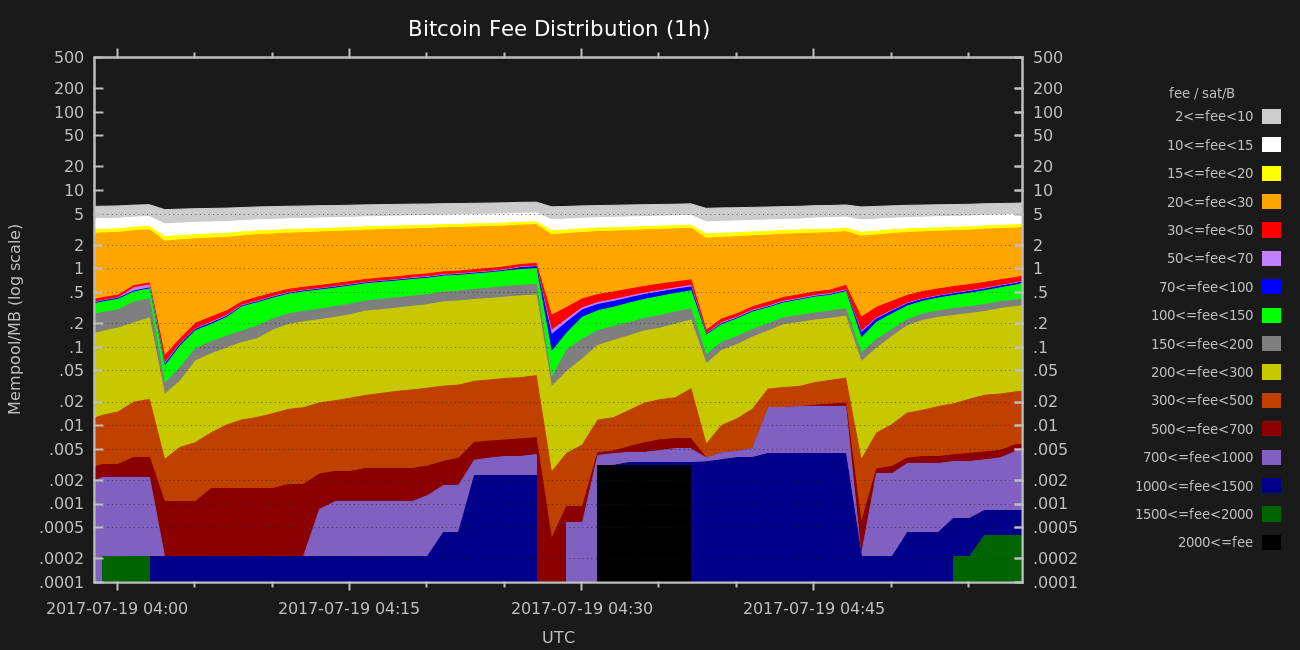 Bitcoin Fee Distribution (1h)
500 500
200 200
100 100
50 50
20 20
10 10
5 5
2 2
1 1
.5 .5
.2 .2
.1 .1
.05 .05
.02 .02
.01 .01
.005 .005
.002 .002
.001 .001
.0005 .0005
.0002 .0002
.0001 .0001
Mempool/MB (log scale)
2017-07-19 04:00 2017-07-19 04:15 2017-07-19 04:30 2017-07-19 04:45
UTC
fee / sat/B
2<=fee<10
10<=fee<15
15<=fee<20
20<=fee<30
30<=fee<50
50<=fee<70
70<=fee<100
100<=fee<150
150<=fee<200
200<=fee<300
300<=fee<500
500<=fee<700
700<=fee<1000
1000<=fee<1500
1500<=fee<2000
2000<=fee